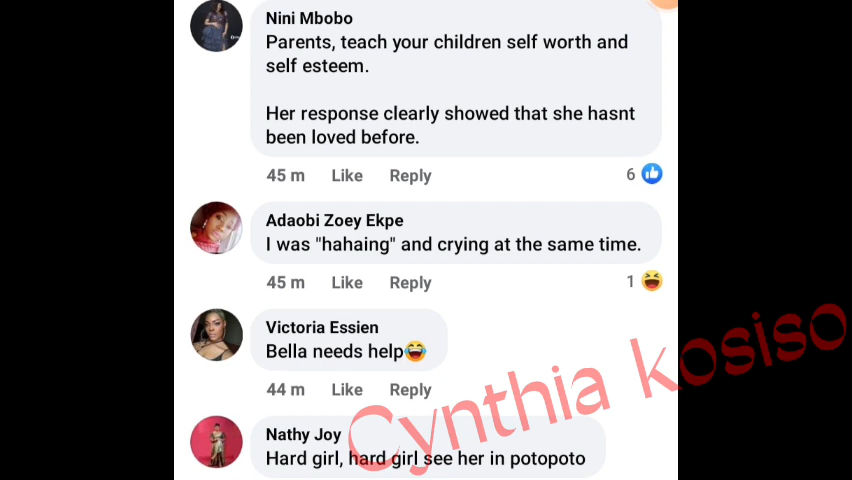 Nini Mbobo
Parents, teach your children self worth and
self esteem.
Her response clearly showed that she hasnt
been loved before.
45 m Like Reply 6
Adaobi Zoey Ekpe
I was "hahaing" and crying at the same time.
45 m Like Reply 1
Victoria Essien
Bella needs help😂
44 m Like Reply
Nathy Joy
Hard girl, hard girl see her in potopoto
Cynthia kosiso